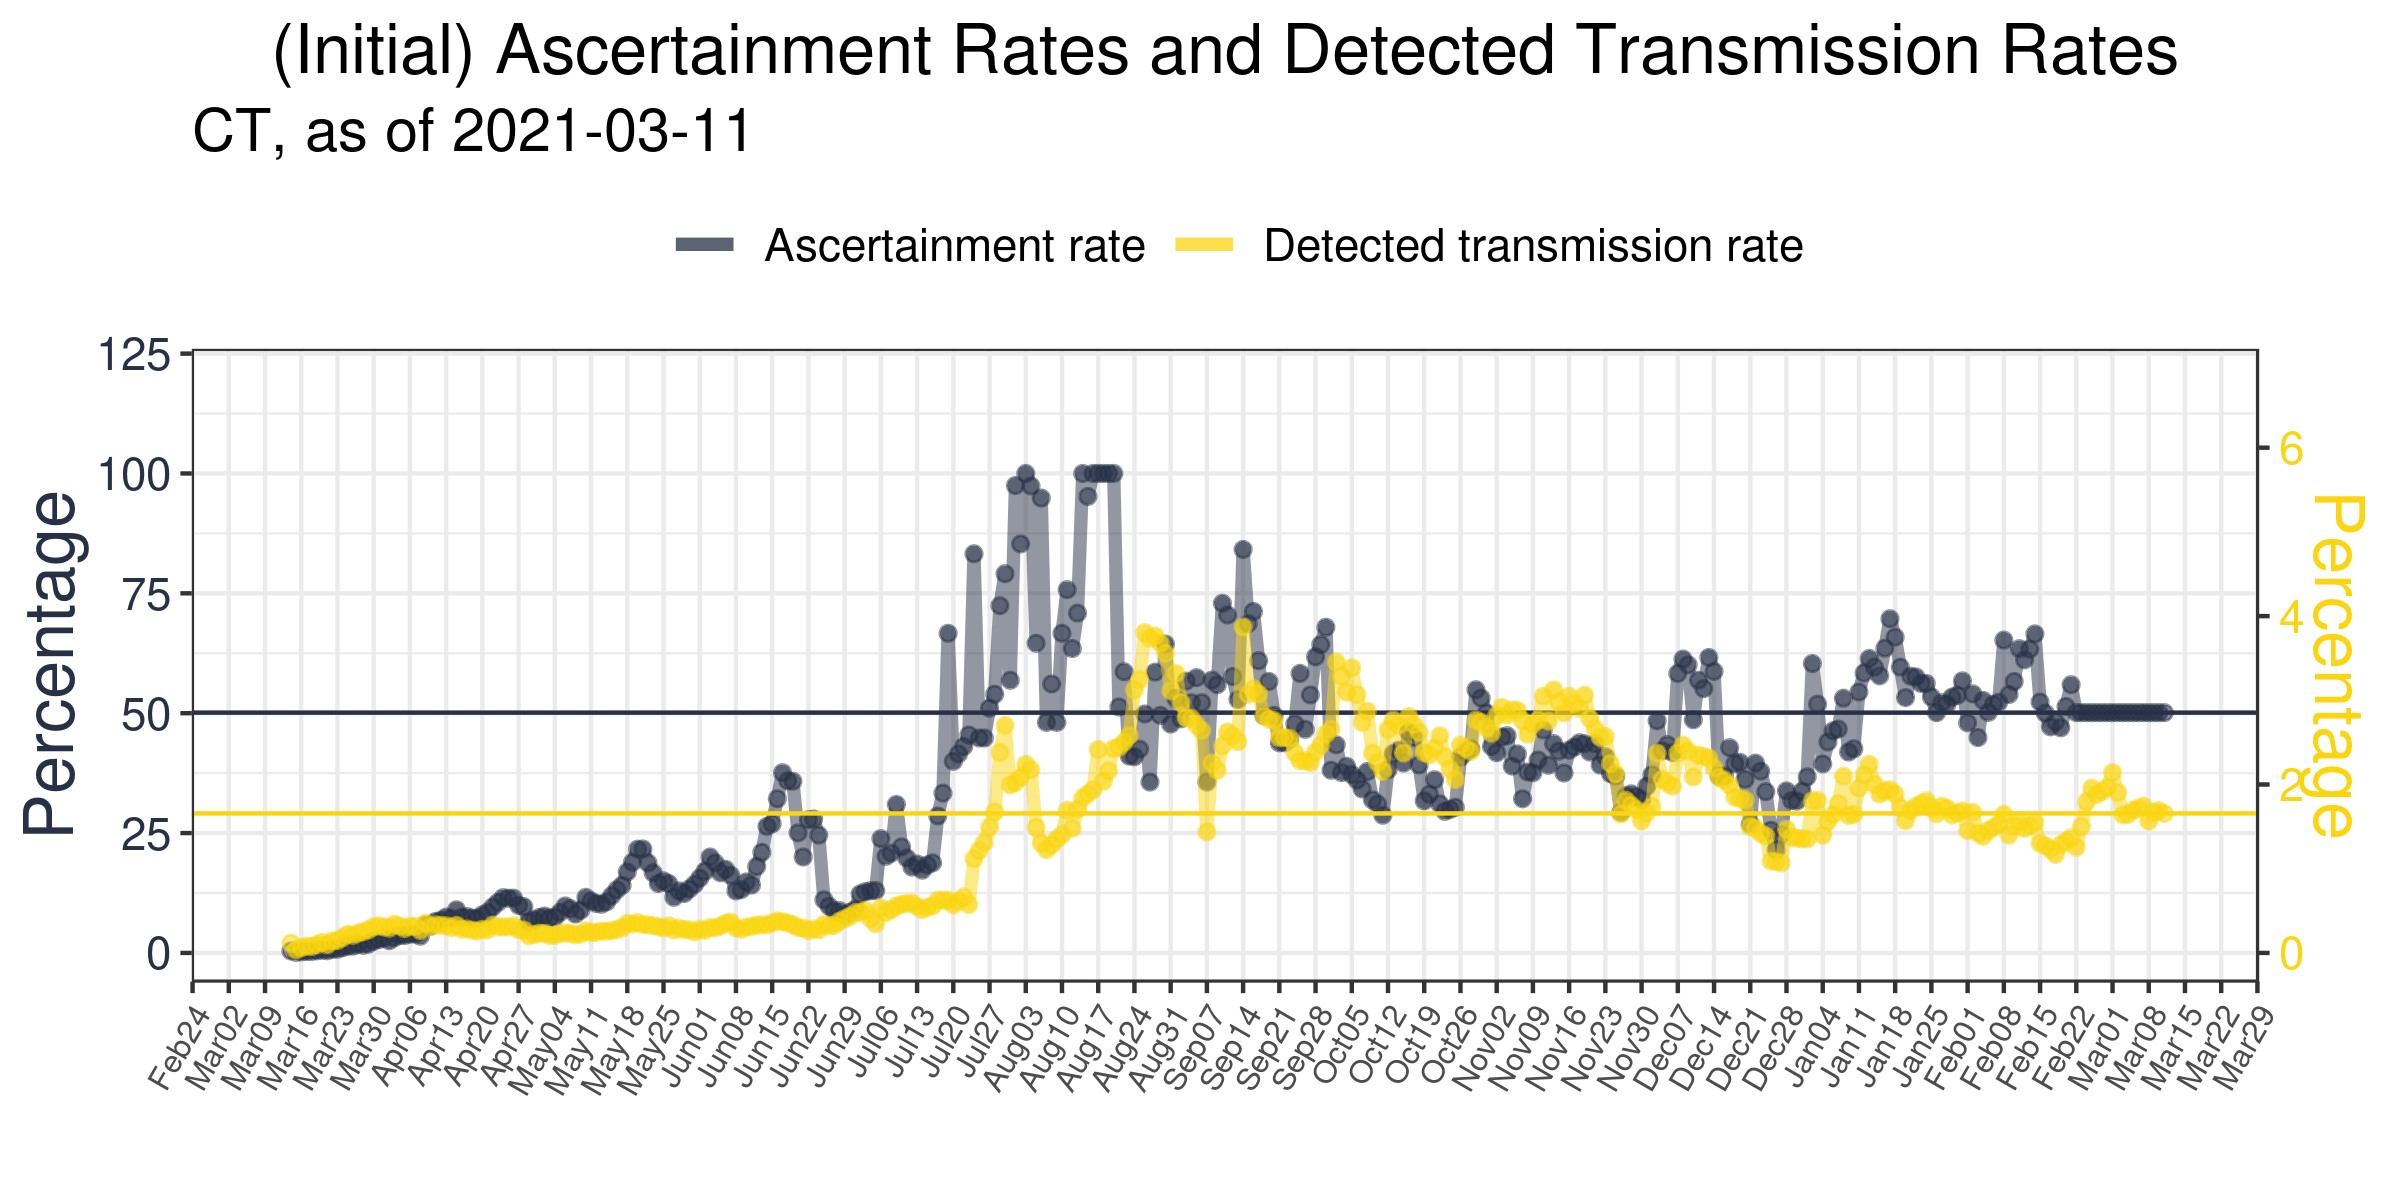 (Initial) Ascertainment Rates and Detected Transmission Rates
CT, as of 2021-03-11
Ascertainment rate
Detected transmission rate
Percentage
125
100
75
50
25
0
6
4
2
0
Percentage
Feb24
Mar02
Mar09
Mar16
Mar23
Mar30
Apr06
Apr13
Apr20
Apr27
May04
May11
May18
May25
Jun01
Jun08
Jun15
Jun22
Jun29
Jul06
Jul13
Jul20
Jul27
Aug03
Aug10
Aug17
Aug24
Aug31
Sep07
Sep14
Sep21
Sep28
Oct05
Oct12
Oct19
Oct26
Nov02
Nov09
Nov16
Nov23
Nov30
Dec07
Dec14
Dec21
Dec28
Jan04
Jan11
Jan18
Jan25
Feb01
Feb08
Feb15
Feb22
Mar01
Mar08
Mar15
Mar22
Mar29